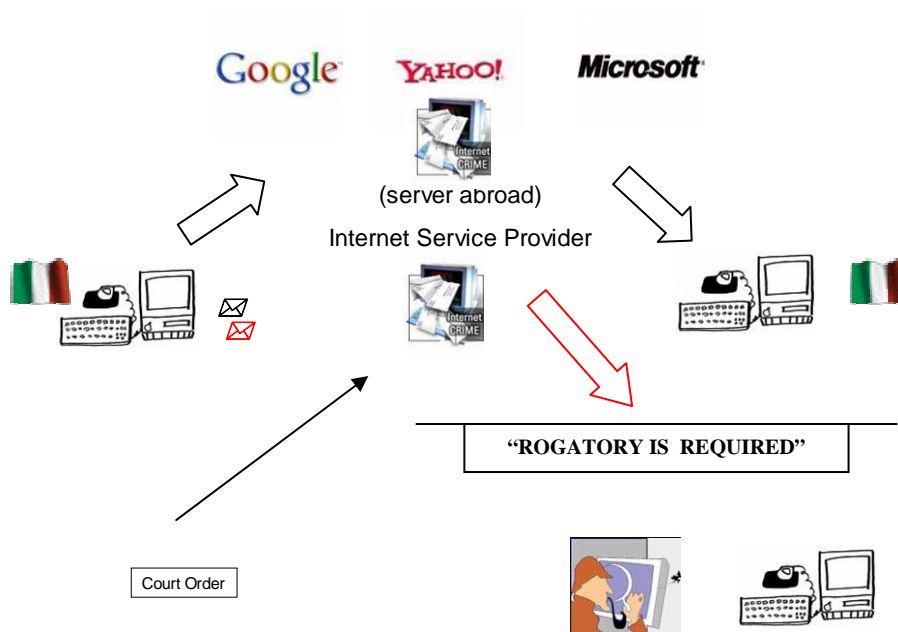 Google YAHOO! Microsoft
Internet
CRIME
(server abroad)
Internet Service Provider
Internet
CRIME
“ROGATORY IS REQUIRED”
Court Order